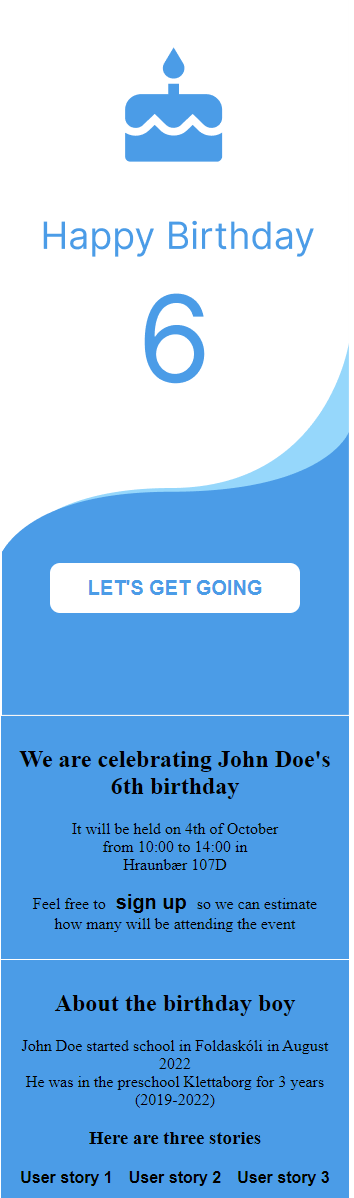 Happy Birthday
6
LET'S GET GOING
We are celebrating John Doe's
6th birthday
It will be held on 4th of October
from 10:00 to 14:00 in
Hraunbær 107D
Feel free to sign up so we can estimate
how many will be attending the event
About the birthday boy
John Doe started school in Foldaskóli in August
2022
He was in the preschool Klettaborg for 3 years
(2019-2022)
Here are three stories
User story 1 User story 2 User story 3